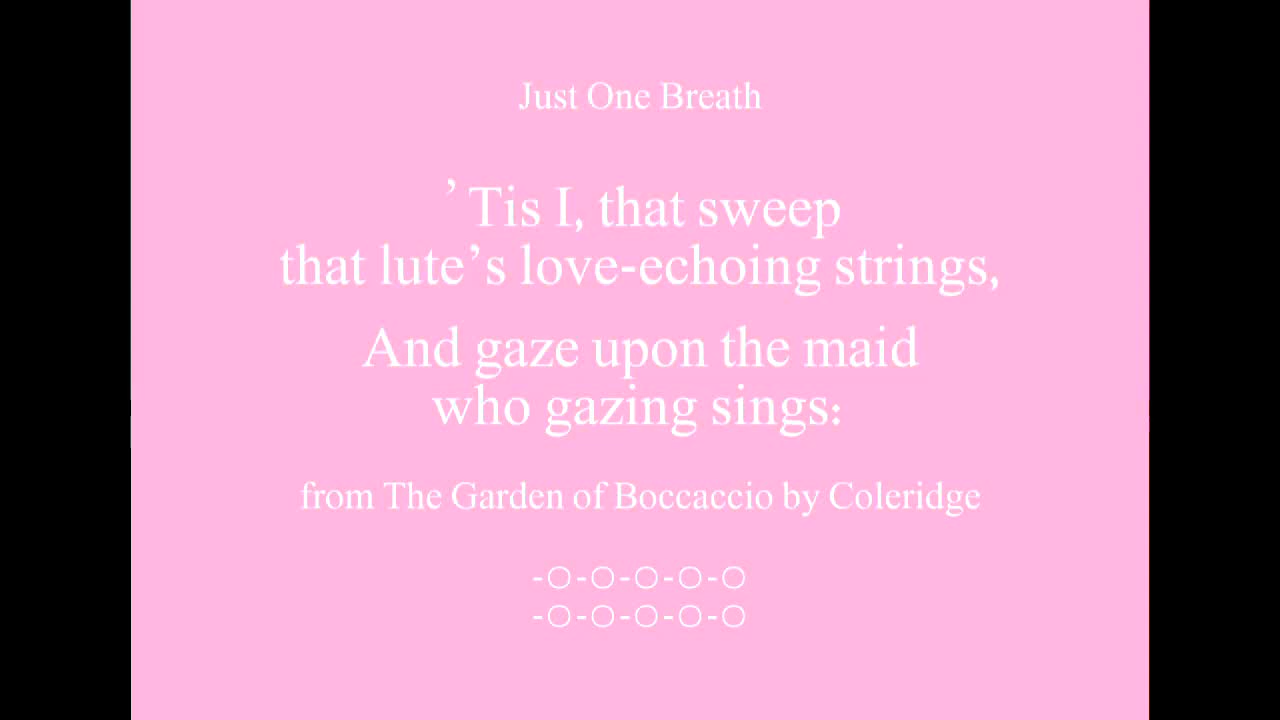 Just One Breath
’Tis I, that sweep
that lute’s love-echoing strings,
And gaze upon the maid
who gazing sings:
from The Garden of Boccaccio by Coleridge
-○-○-○-○-○
-○-○-○-○-○